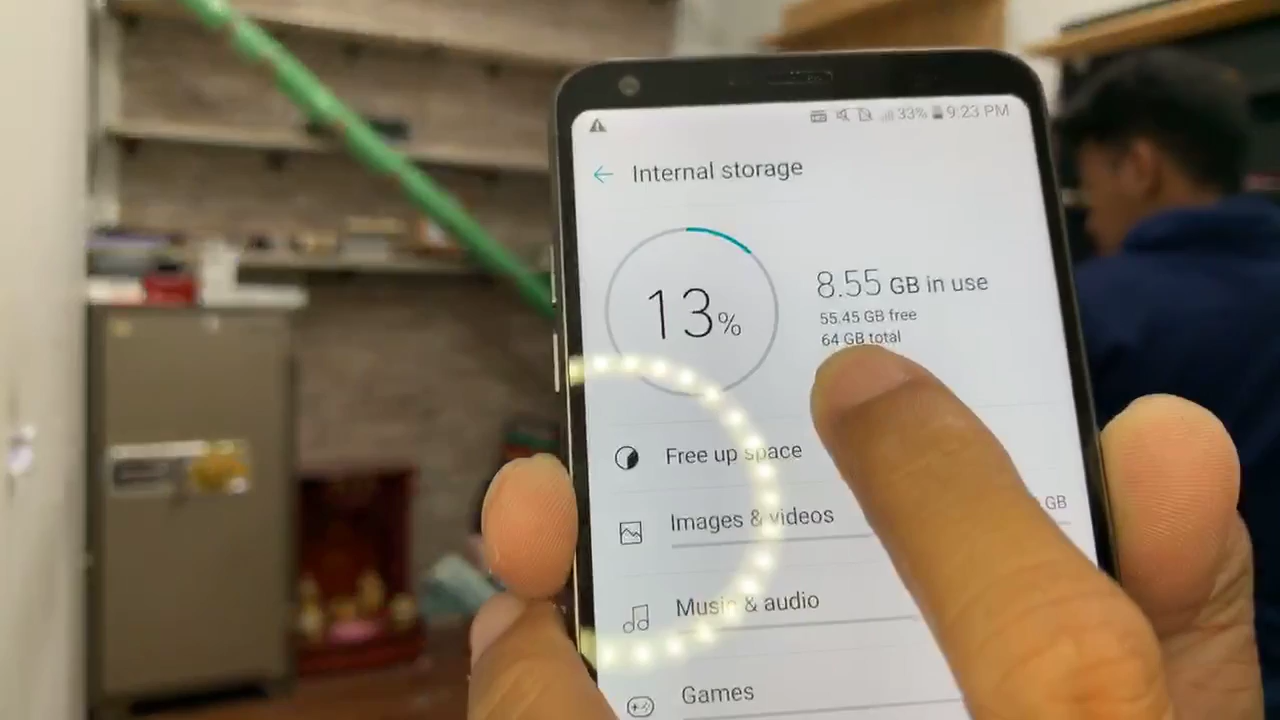 33% 9:23 PM
Internal storage
13%
8.55 GB in use
55.45 GB free
64 GB total
Free up space
Images & videos
GB
Music & audio
Games